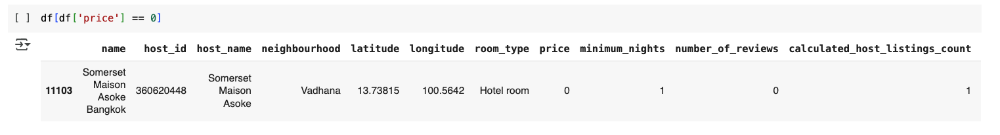 [ ] df[df['price'] == 0]
name host_id host_name neighbourhood latitude longitude room_type price minimum_nights number_of_reviews calculated_host_listings_count
11103 Somerset Maison Asoke Bangkok 360620448 Somerset Maison Asoke Vadhana 13.73815 100.5642 Hotel room 0 1 0 1